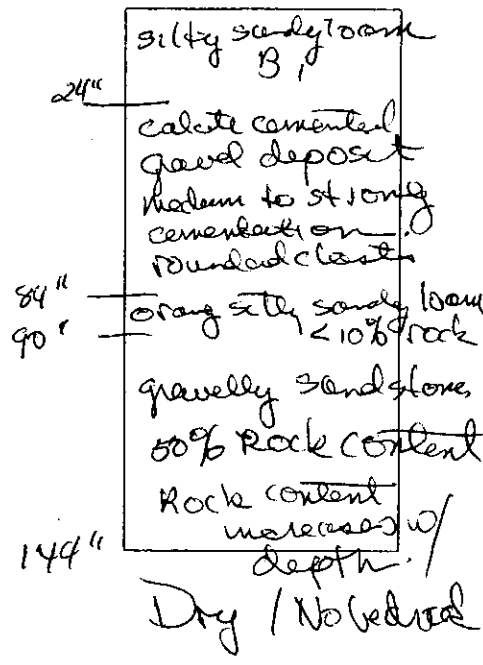 silty sandy loam
B1
24"
calcite cemented
gravel deposit
medium to strong
cementation.
rounded clasts
84"
orang silty sandy loam
90"
< 10% rock
gravelly sandstone
50% Rock Content
Rock content
increases w/
144"
depth.
Dry / No bedrock